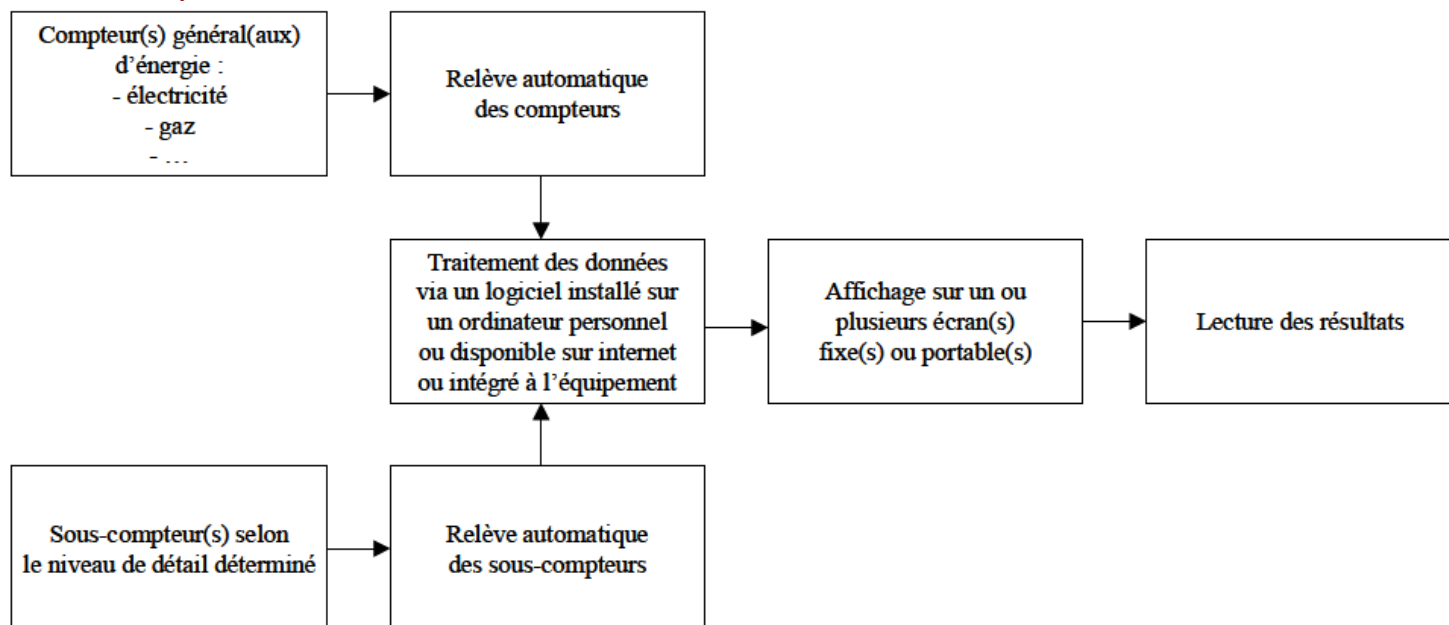 Compteur(s) général(aux)
d’énergie :
- électricité
- gaz
- …
Relève automatique
des compteurs
Traitement des données
via un logiciel installé sur
un ordinateur personnel
ou disponible sur internet
ou intégré à l’équipement
Affichage sur un ou
plusieurs écran(s)
fixe(s) ou portable(s)
Lecture des résultats
Sous-compteur(s) selon
le niveau de détail déterminé
Relève automatique
des sous-compteurs